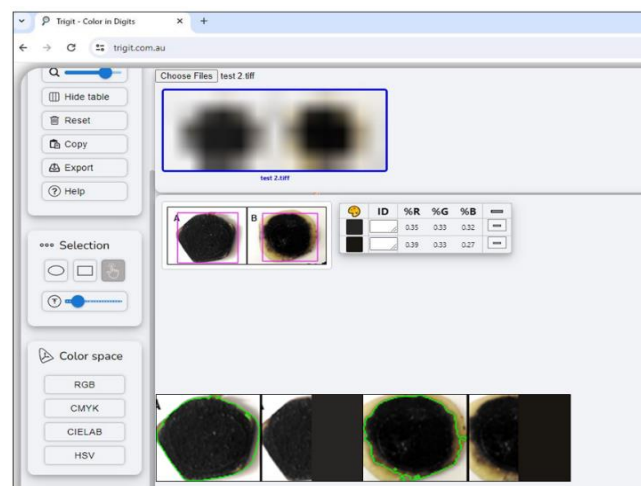 Trigit - Color in Digits
trigit.com.au
Choose Files test 2.tiff
Hide table
Reset
Copy
Export
Help
test 2.tiff
A
B
ID %R %G %B
0.35 0.33 0.32
0.39 0.33 0.27
Selection
Color space
RGB
CMYK
CIELAB
HSV